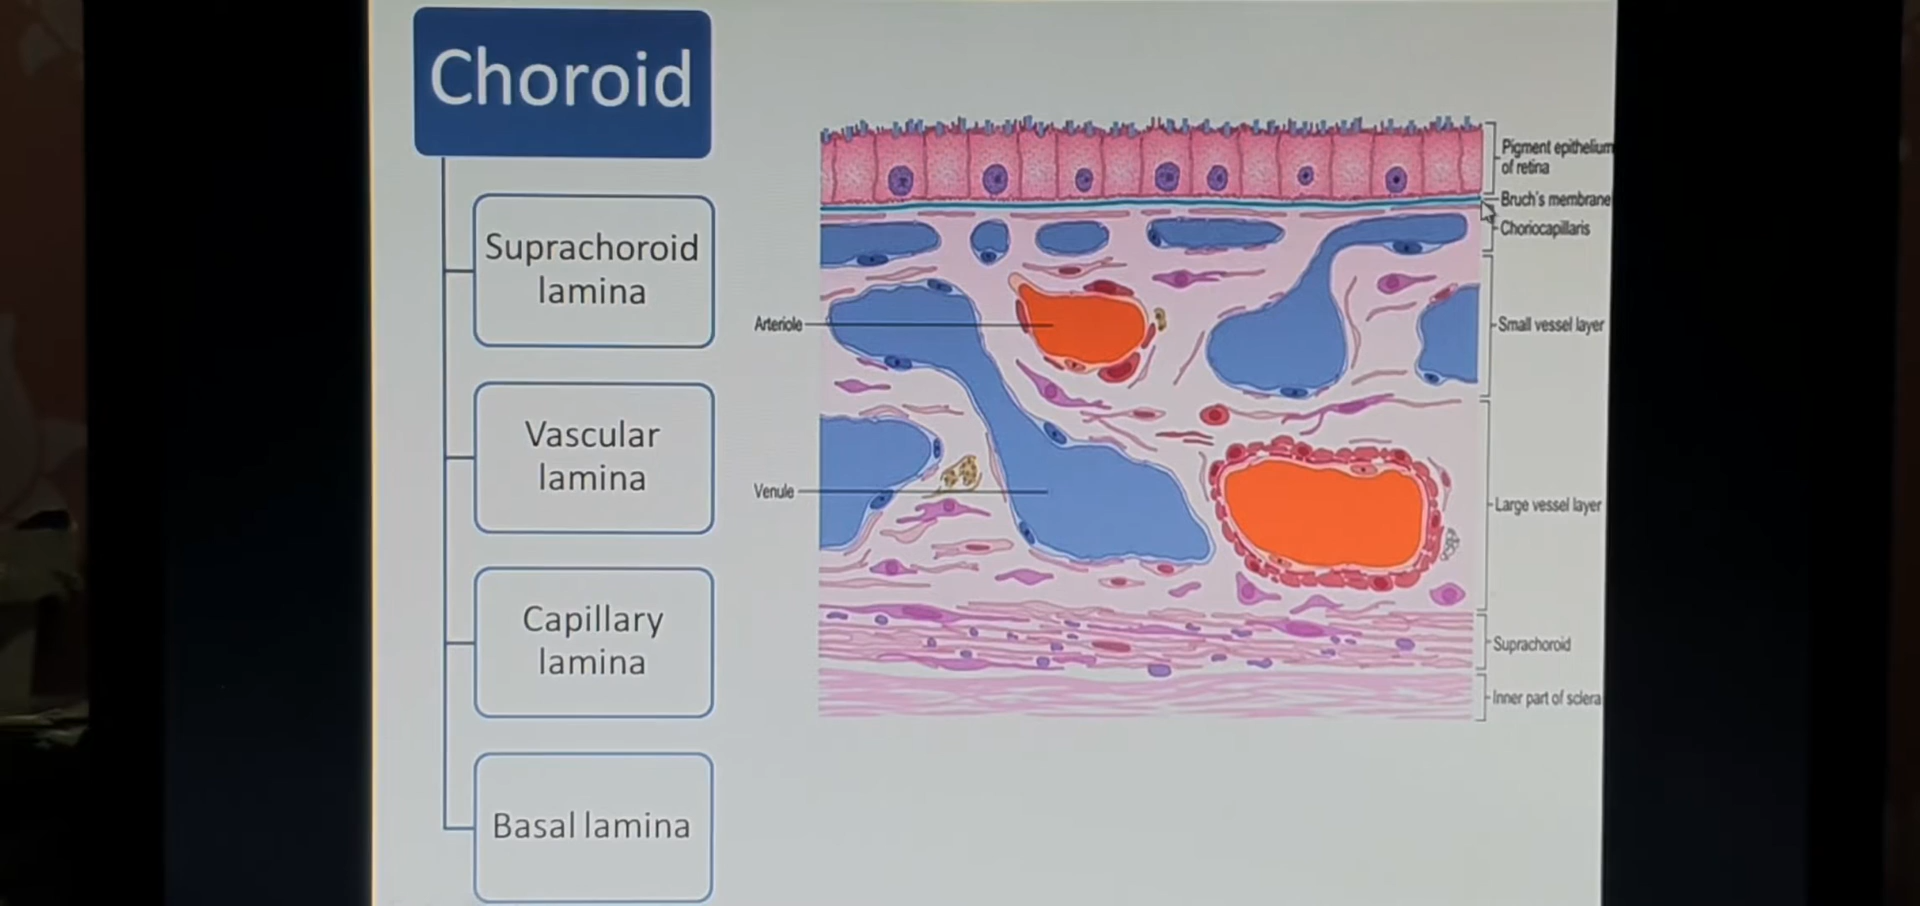 Choroid
Suprachoroid
lamina
Vascular
lamina
Capillary
lamina
Basal lamina
Arteriole
Venule
Pigment epithelium
of retina
Bruch's membrane
Choriocapillaris
Small vessel layer
Large vessel layer
Suprachoroid
Inner part of sclera